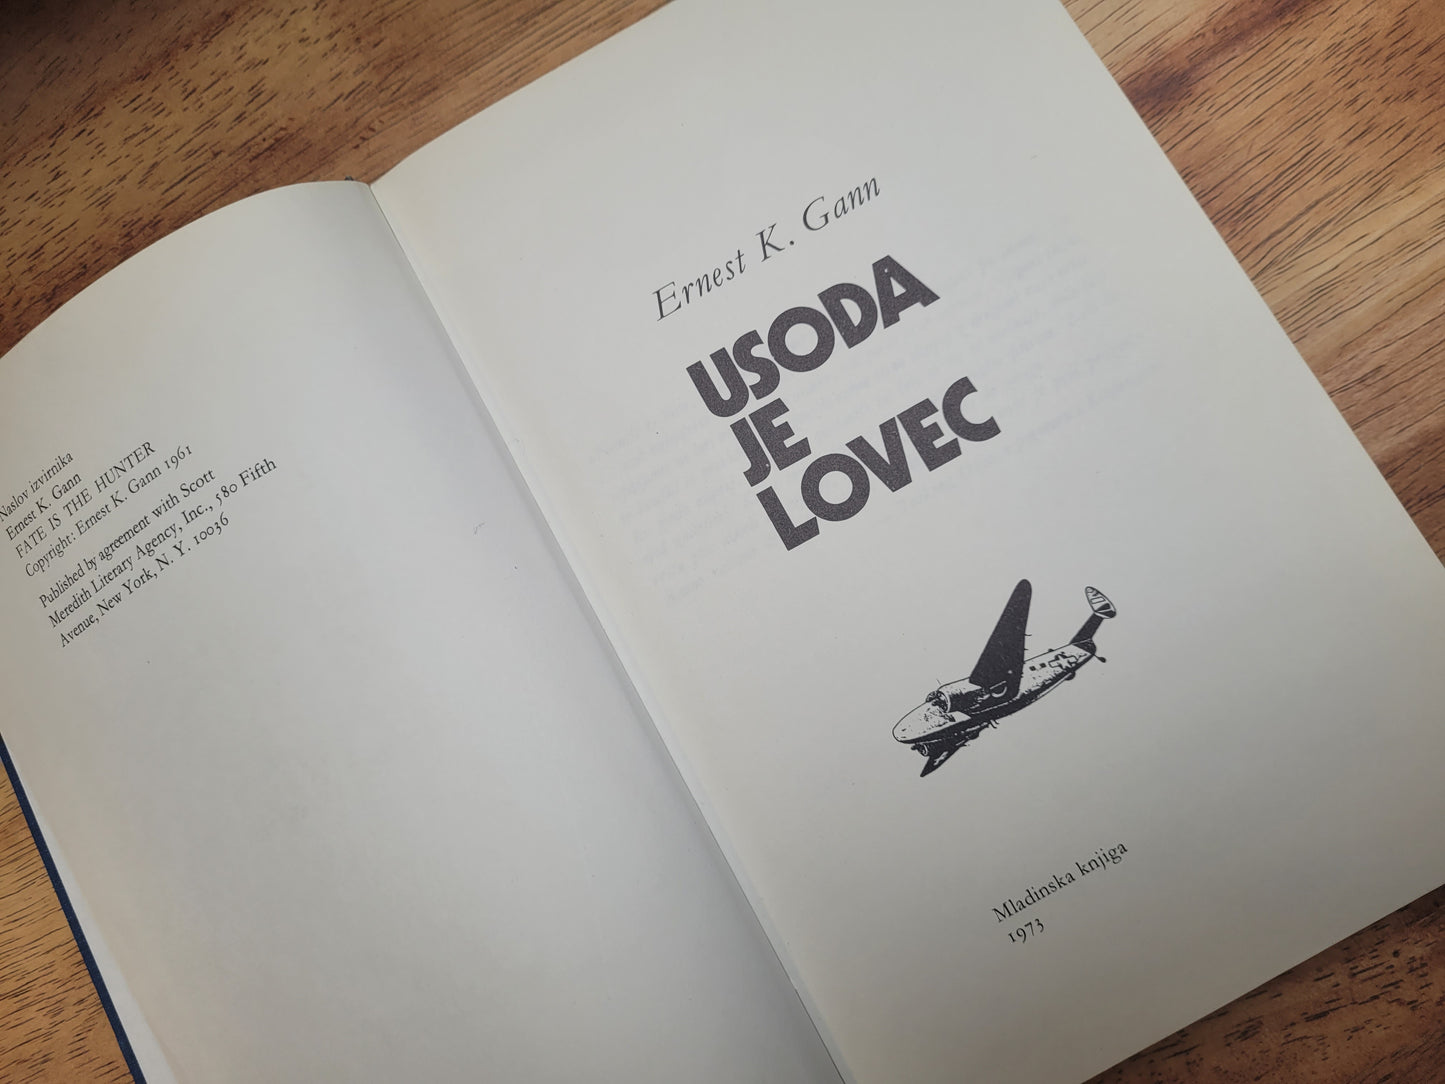 Naslov izvirnika
Ernest K. Gann
FATE IS THE HUNTER
Copyright: Ernest K. Gann 1961
Published by agreement with Scott
Meredith Literary Agency, Inc., 580 Fifth
Avenue, New York, N. Y. 10036
Ernest K. Gann
USODA
JE
LOVEC
Mladinska knjiga
1973